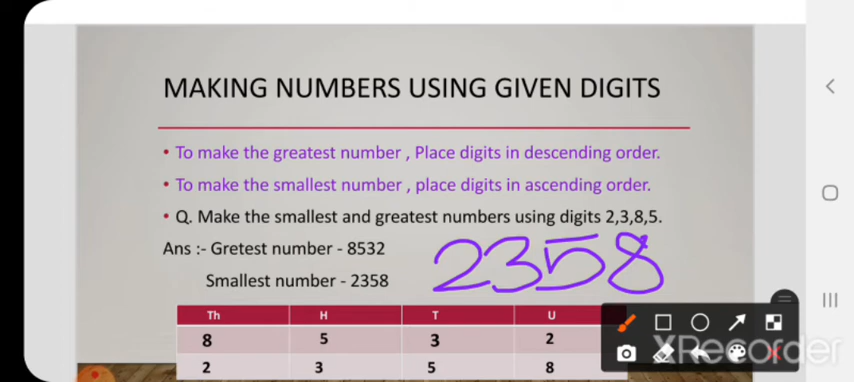 MAKING NUMBERS USING GIVEN DIGITS
• To make the greatest number , Place digits in descending order.
• To make the smallest number , place digits in ascending order.
• Q. Make the smallest and greatest numbers using digits 2,3,8,5.
Ans :- Gretest number - 8532
Smallest number - 2358
2358
Th H T U
8 5 3 2
2 3 5 8
XRecorder